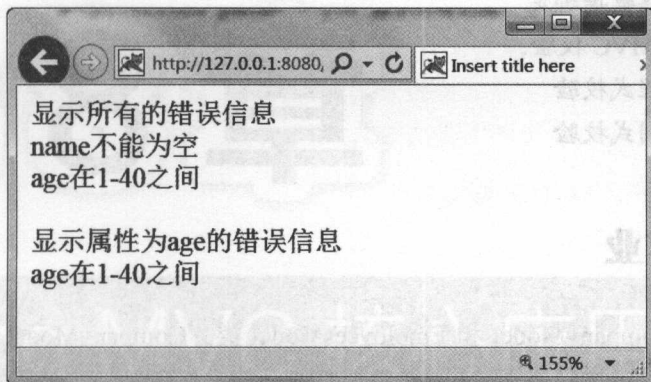 http://127.0.0.1:8080,
Insert title here
显示所有的错误信息
name不能为空
age在1-40之间
显示属性为age的错误信息
age在1-40之间
155%